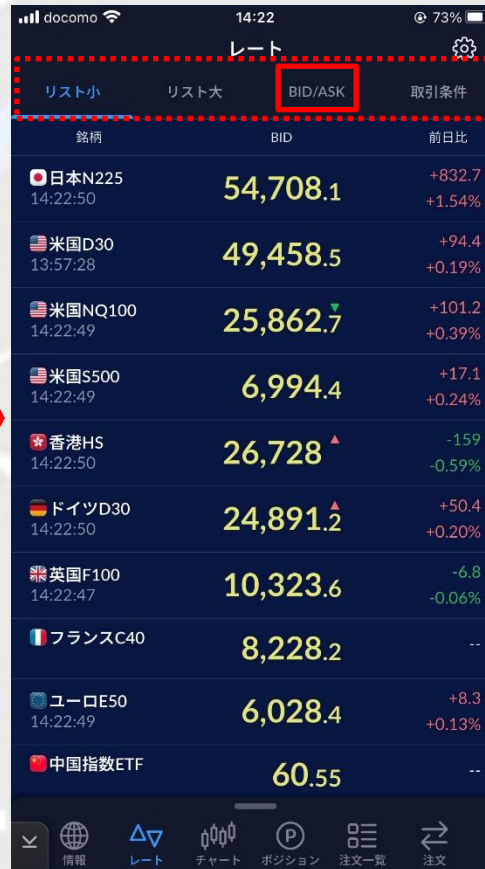 docomo 14:22 73%
レート
リスト小 リスト大 BID/ASK 取引条件
銘柄 BID 前日比
日本N225 54,708.1 +832.7
14:22:50 +1.54%
米国D30 49,458.5 +94.4
13:57:28 +0.19%
米国NQ100 25,862.7 +101.2
14:22:49 +0.39%
米国S500 6,994.4 +17.1
14:22:49 +0.24%
香港HS 26,728 -159
14:22:50 -0.59%
ドイツD30 24,891.2 +50.4
14:22:50 +0.20%
英国F100 10,323.6 -6.8
14:22:47 -0.06%
フランスC40 8,228.2 --
ユーロE50 6,028.4 +8.3
14:22:49 +0.13%
中国指数ETF 60.55 --
情報 レート チャート ポジション 注文一覧 注文